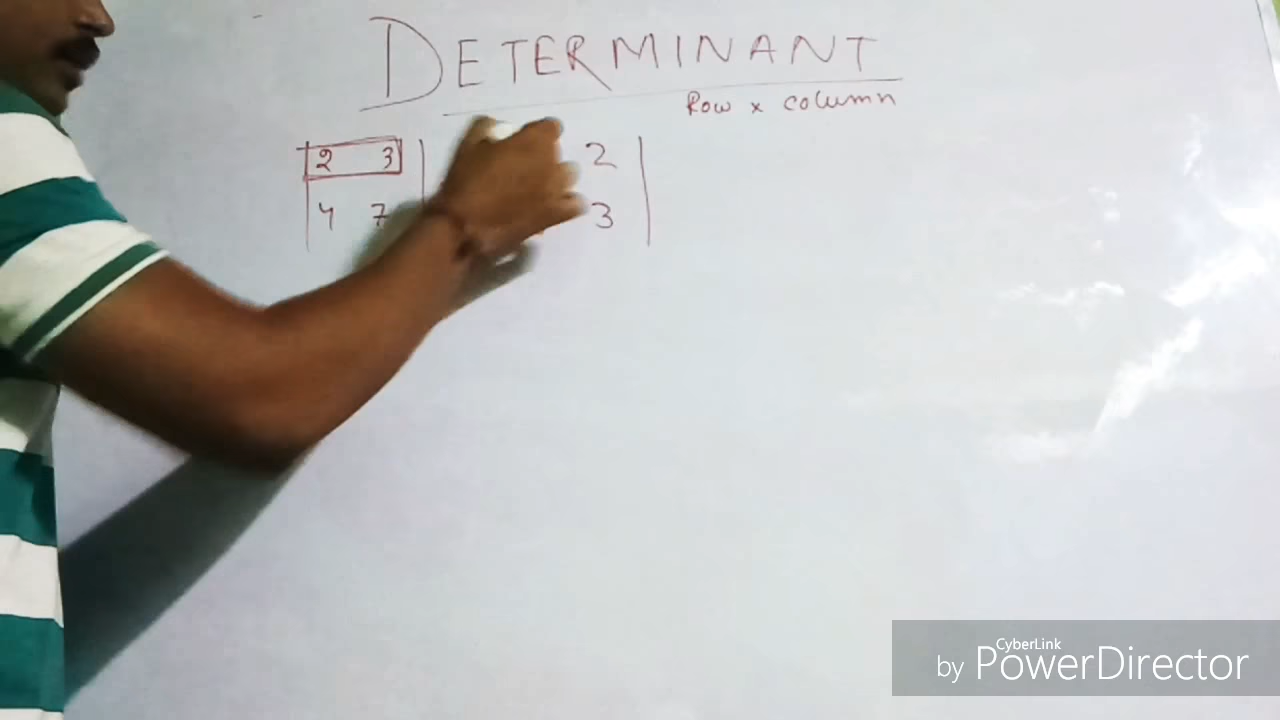 DETERMINANT
Row x column
2 3 2
4 7 3
CyberLink
by PowerDirector